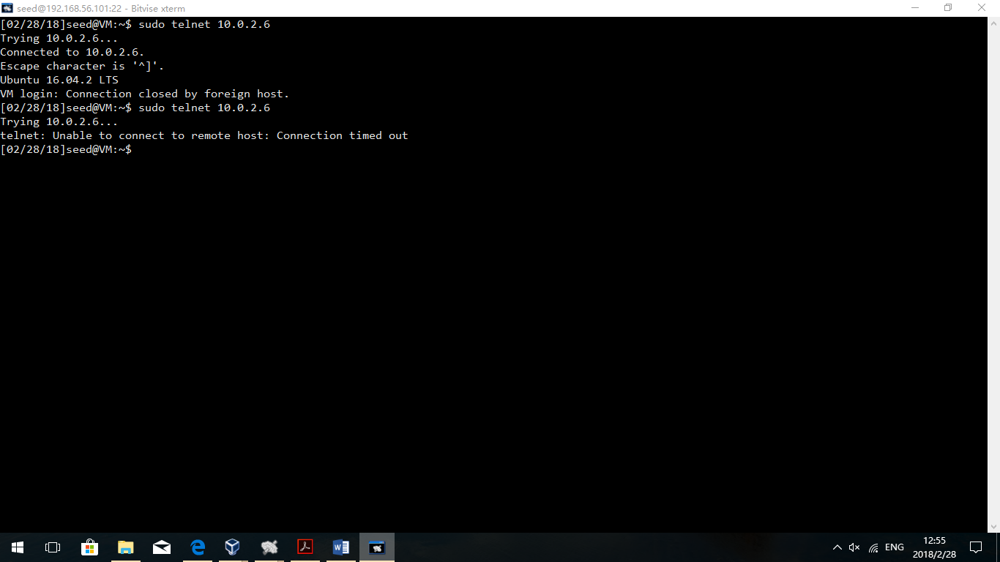 seed@192.168.56.101:22 - Bitvise xterm
[02/28/18]seed@VM:~$ sudo telnet 10.0.2.6
Trying 10.0.2.6...
Connected to 10.0.2.6.
Escape character is '^]'.
Ubuntu 16.04.2 LTS
VM login: Connection closed by foreign host.
[02/28/18]seed@VM:~$ sudo telnet 10.0.2.6
Trying 10.0.2.6...
telnet: Unable to connect to remote host: Connection timed out
[02/28/18]seed@VM:~$
ENG
12:55
2018/2/28